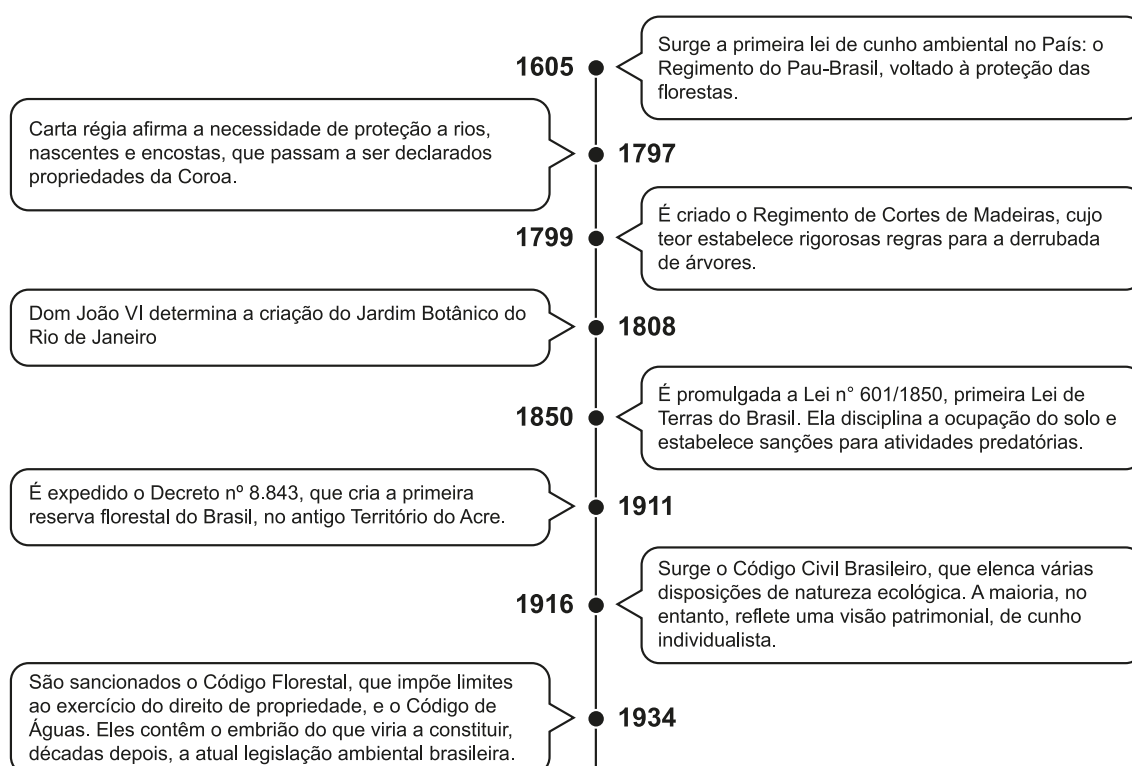 1605
Surge a primeira lei de cunho ambiental no País: o
Regimento do Pau-Brasil, voltado à proteção das
florestas.
Carta régia afirma a necessidade de proteção a rios,
nascentes e encostas, que passam a ser declarados
propriedades da Coroa.
1797
1799
É criado o Regimento de Cortes de Madeiras, cujo
teor estabelece rigorosas regras para a derrubada
de árvores.
Dom João VI determina a criação do Jardim Botânico do
Rio de Janeiro
1808
1850
É promulgada a Lei n° 601/1850, primeira Lei de
Terras do Brasil. Ela disciplina a ocupação do solo e
estabelece sanções para atividades predatórias.
É expedido o Decreto nº 8.843, que cria a primeira
reserva florestal do Brasil, no antigo Território do Acre.
1911
1916
Surge o Código Civil Brasileiro, que elenca várias
disposições de natureza ecológica. A maioria, no
entanto, reflete uma visão patrimonial, de cunho
individualista.
São sancionados o Código Florestal, que impõe limites
ao exercício do direito de propriedade, e o Código de
Águas. Eles contêm o embrião do que viria a constituir,
décadas depois, a atual legislação ambiental brasileira.
1934